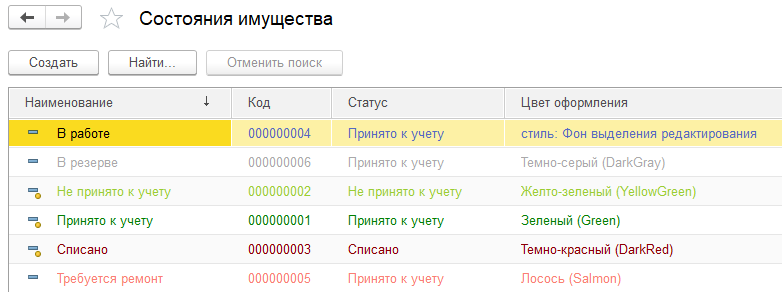 Состояния имущества
Создать Найти... Отменить поиск
Наименование ↓ Код Статус Цвет оформления
В работе 000000004 Принято к учету стиль: Фон выделения редактирования
В резерве 000000006 Принято к учету Темно-серый (DarkGray)
Не принято к учету 000000002 Не принято к учету Желто-зеленый (YellowGreen)
Принято к учету 000000001 Принято к учету Зеленый (Green)
Списано 000000003 Списано Темно-красный (DarkRed)
Требуется ремонт 000000005 Принято к учету Лосось (Salmon)